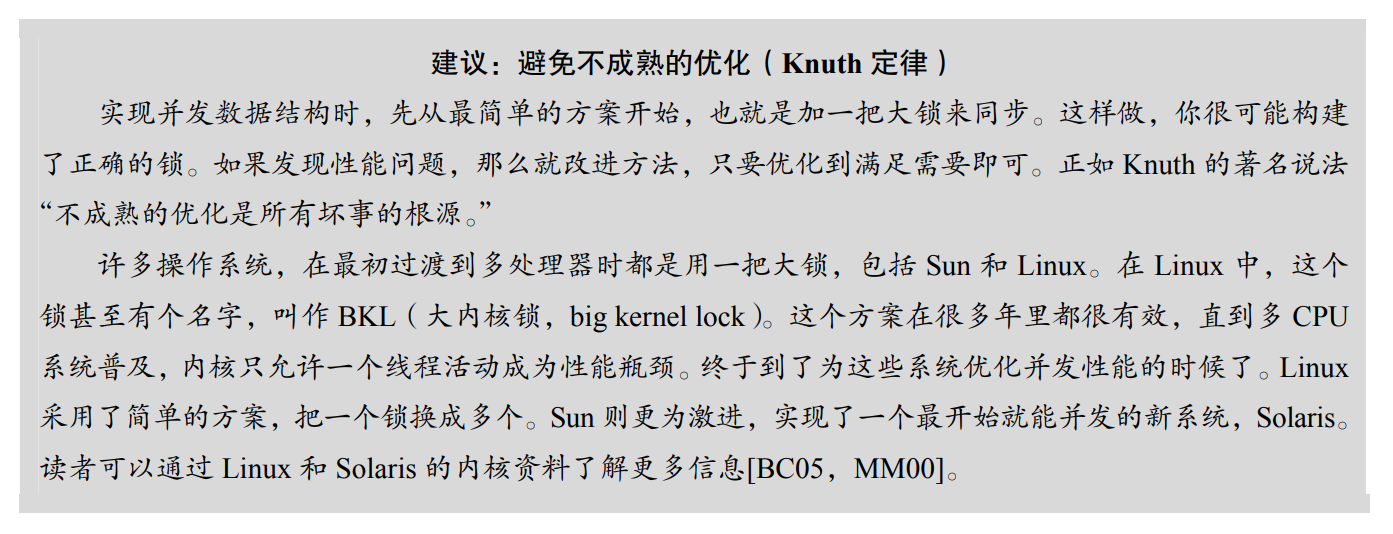 建议：避免不成熟的优化（Knuth 定律）
实现并发数据结构时，先从最简单的方案开始，也就是加一把大锁来同步。这样做，你很可能构建
了正确的锁。如果发现性能问题，那么就改进方法，只要优化到满足需要即可。正如 Knuth 的著名说法
“不成熟的优化是所有坏事的根源。”
许多操作系统，在最初过渡到多处理器时都是用一把大锁，包括 Sun 和 Linux。在 Linux 中，这个
锁甚至有个名字，叫作 BKL（大内核锁，big kernel lock）。这个方案在很多年里都很有效，直到多 CPU
系统普及，内核只允许一个线程活动成为性能瓶颈。终于到了为这些系统优化并发性能的时候了。Linux
采用了简单的方案，把一个锁换成多个。Sun 则更为激进，实现了一个最开始就能并发的新系统，Solaris。
读者可以通过 Linux 和 Solaris 的内核资料了解更多信息[BC05，MM00]。